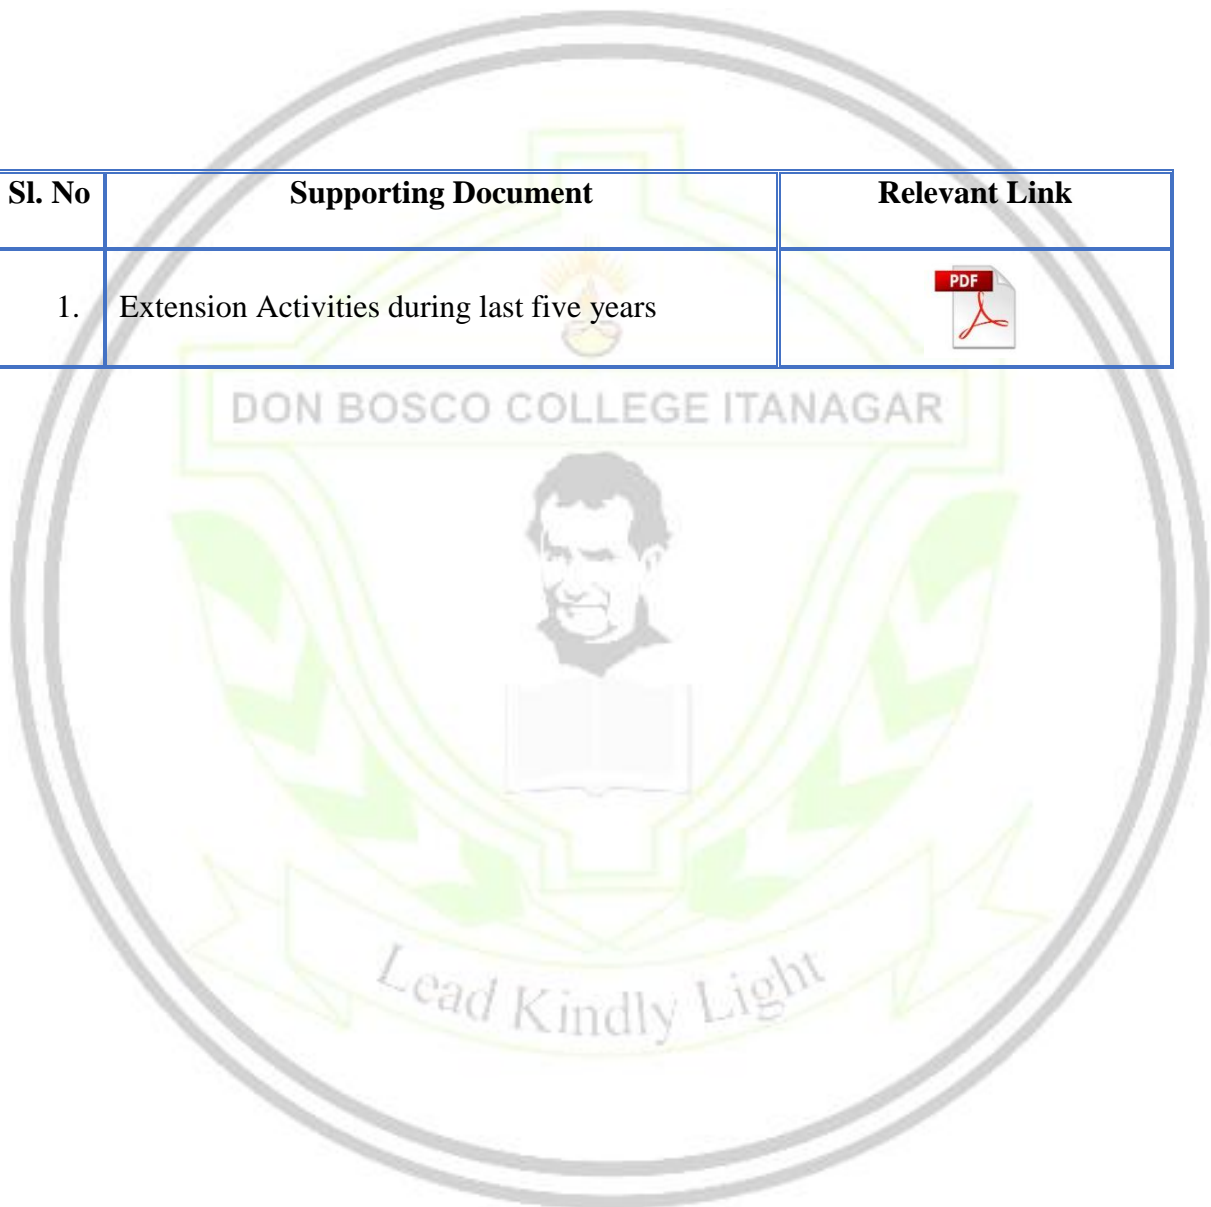 Sl. No Supporting Document Relevant Link
1. Extension Activities during last five years PDF
DON BOSCO COLLEGE ITANAGAR
Lead Kindly Light